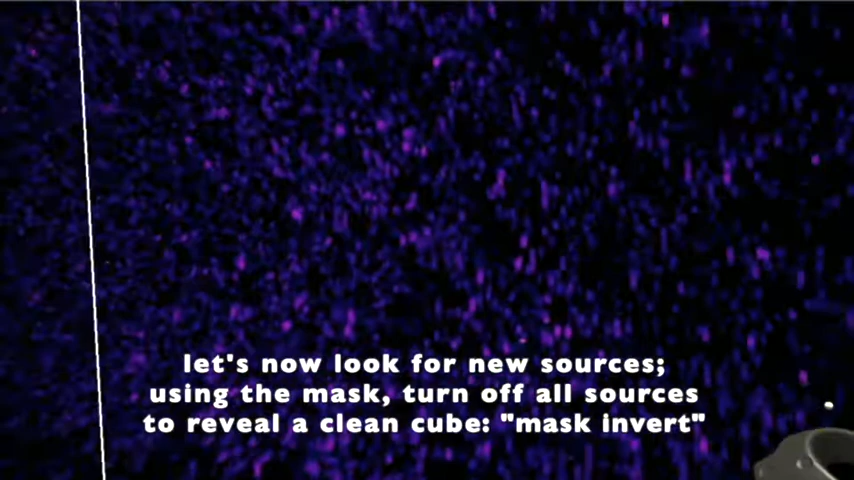 let's now look for new sources;
using the mask, turn off all sources
to reveal a clean cube: "mask invert"